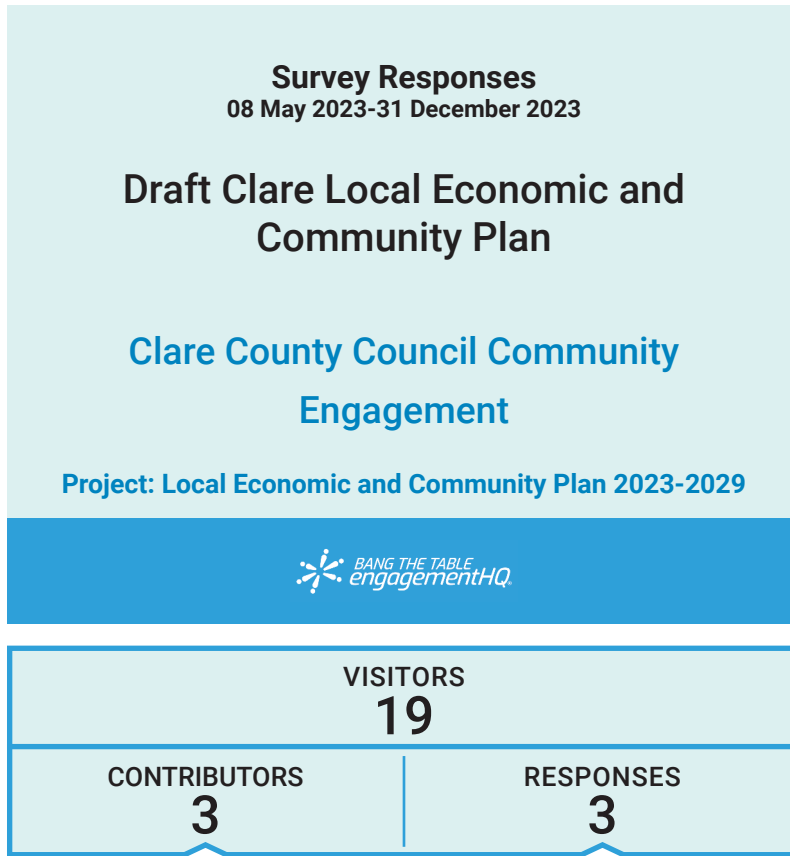 Survey Responses
08 May 2023-31 December 2023
Draft Clare Local Economic and
Community Plan
Clare County Council Community
Engagement
Project: Local Economic and Community Plan 2023-2029
BANG THE TABLE
engagementHQ.
VISITORS
19
CONTRIBUTORS
3
RESPONSES
3